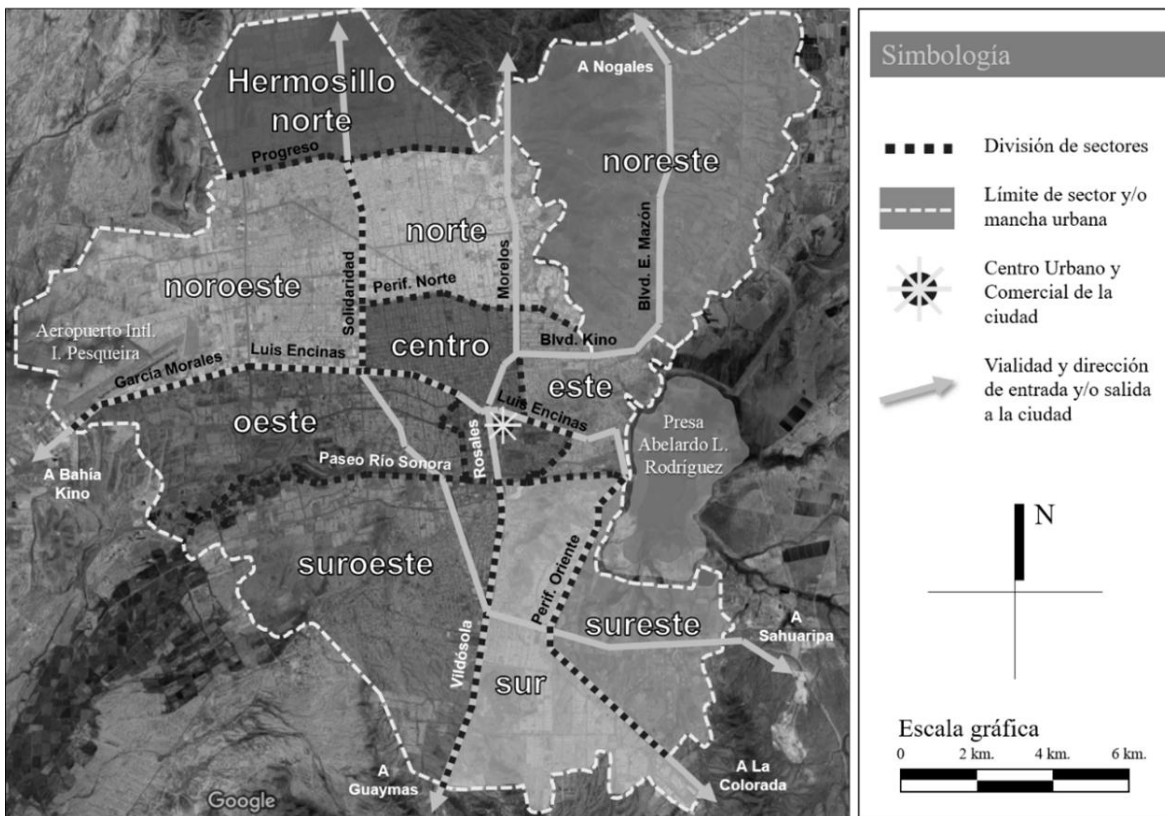 Hermosillo
norte
Progreso
A Nogales
noreste
norte
Morelos
Blvd. E. Mazón
noroeste
Solidaridad
Perif. Norte
Aeropuerto Intl.
I. Pesqueira
García Morales
Luis Encinas
centro
Blvd. Kino
este
Luis Encinas
oeste
Paseo Río Sonora
Rosales
Presa
Abelardo L.
Rodríguez
A Bahía
Kino
suroeste
Perif. Oriente
sureste
A
Sahuaripa
Vildósola
sur
A
Guaymas
A La
Colorada
Google
Simbología
División de sectores
Límite de sector y/o
mancha urbana
Centro Urbano y
Comercial de la
ciudad
Vialidad y dirección
de entrada y/o salida
a la ciudad
N
Escala gráfica
0 2 km. 4 km. 6 km.